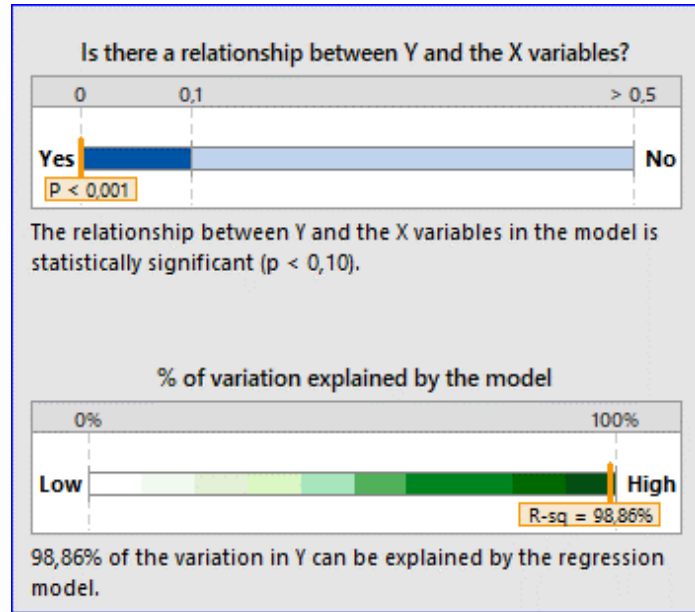 Is there a relationship between Y and the X variables?
0 0,1 > 0,5
Yes No
P < 0,001
The relationship between Y and the X variables in the model is
statistically significant (p < 0,10).
% of variation explained by the model
0% 100%
Low High
R-sq = 98,86%
98,86% of the variation in Y can be explained by the regression
model.